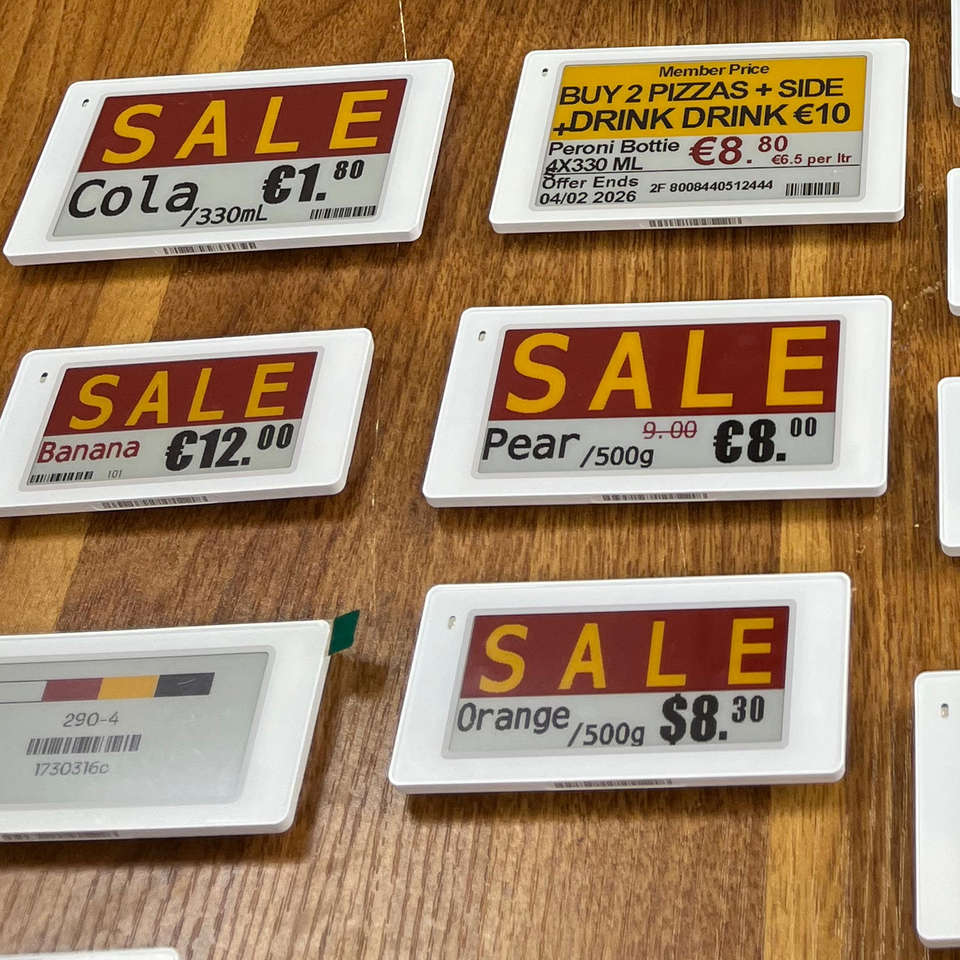 SALE
Cola /330mL €1.80
Member Price
BUY 2 PIZZAS + SIDE
+DRINK DRINK €10
Peroni Bottie
4X330 ML
€8.80
€6.5 per ltr
s
Offer Ends
04/02 2026
2F 8008440512444
SALE
Banana €12.00
101
SALE
Pear /500g 9.00 €8.00
290-4
1730316c
SALE
Orange /500g $8.30